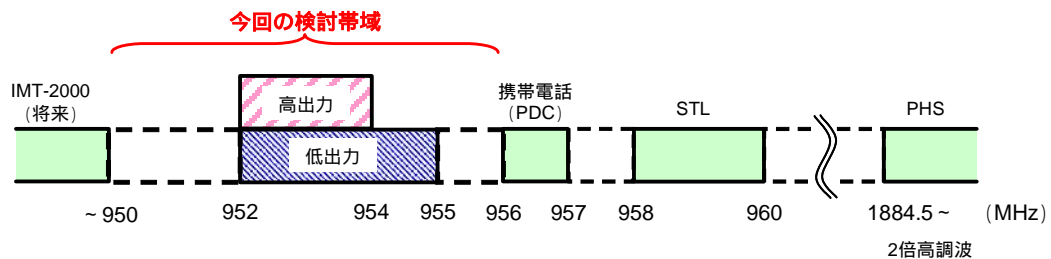 今回の検討帯域
IMT-2000
(将来)
高出力
携帯電話
(PDC)
STL
PHS
低出力
~ 950
952
954
955
956
957
958
960
1884.5 ~
(MHz)
2倍高調波